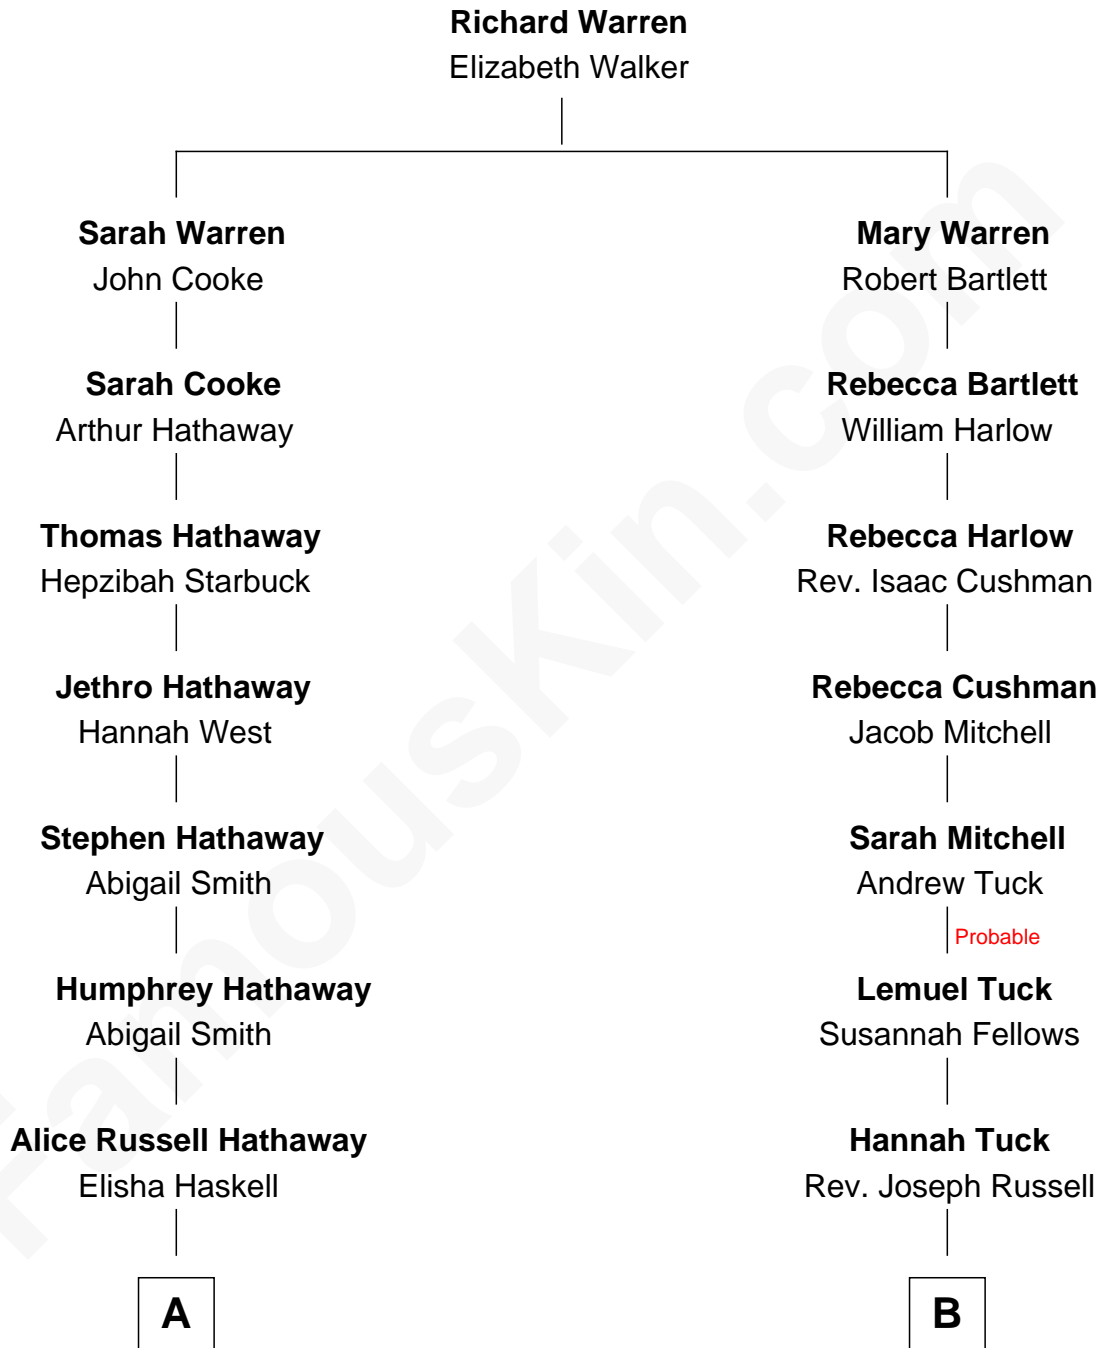 Richard Warren
Elizabeth Walker
Sarah Warren
John Cooke
Mary Warren
Robert Bartlett
Sarah Cooke
Arthur Hathaway
Rebecca Bartlett
William Harlow
Thomas Hathaway
Hepzibah Starbuck
Rebecca Harlow
Rev. Isaac Cushman
Jethro Hathaway
Hannah West
Rebecca Cushman
Jacob Mitchell
Stephen Hathaway
Abigail Smith
Sarah Mitchell
Andrew Tuck
Probable
Humphrey Hathaway
Abigail Smith
Lemuel Tuck
Susannah Fellows
Alice Russell Hathaway
Elisha Haskell
Hannah Tuck
Rev. Joseph Russell
A
B
FamousKin.com